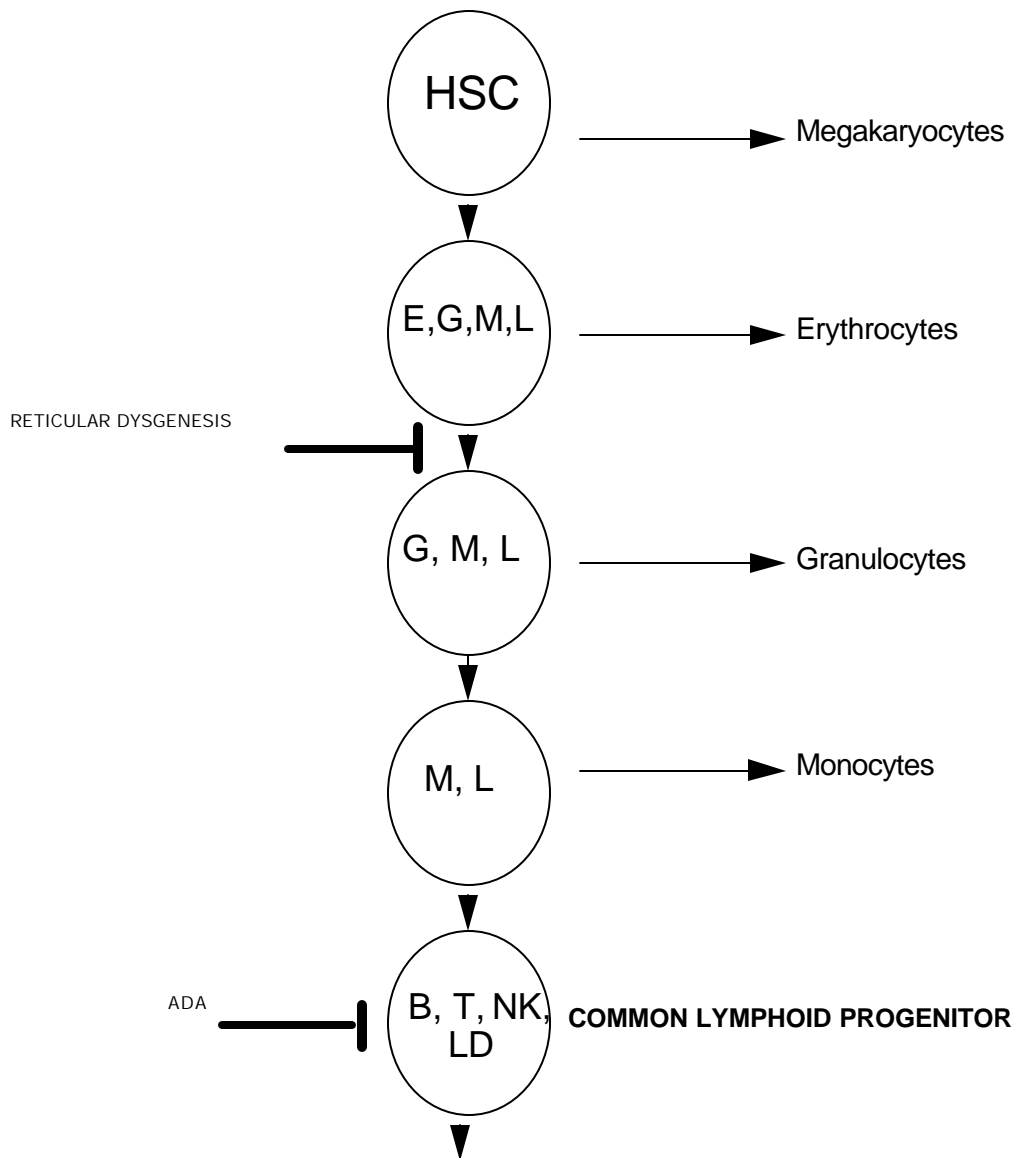 HSC
Megakaryocytes
E,G,M,L
Erythrocytes
RETICULAR DYSGENESIS
G, M, L
Granulocytes
M, L
Monocytes
ADA
B, T, NK,
LD
COMMON LYMPHOID PROGENITOR